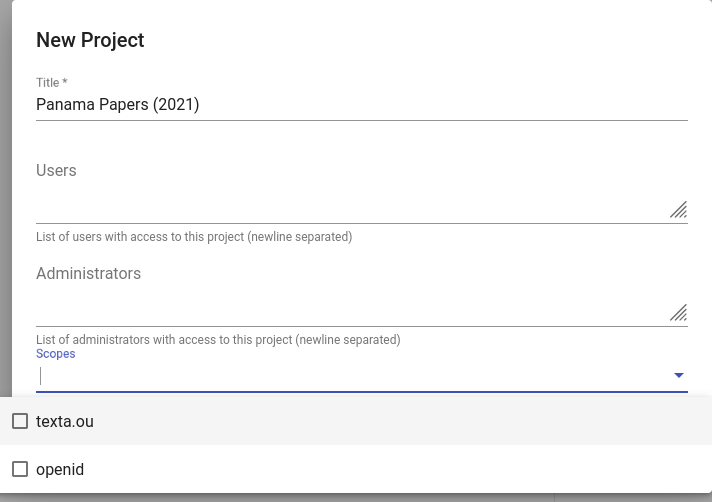 New Project
Title *
Panama Papers (2021)
Users
List of users with access to this project (newline separated)
Administrators
List of administrators with access to this project (newline separated)
Scopes
texta.ou
openid